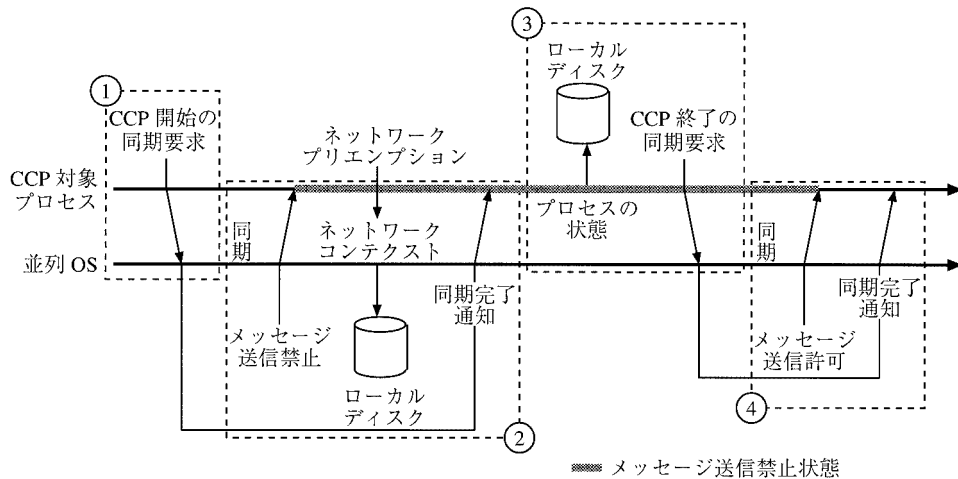 ①
CCP 開始の
同期要求
ネットワーク
プリエンプション
③
ローカル
ディスク
CCP 終了の
同期要求
CCP 対象
プロセス
並列 OS
同期
ネットワーク
コンテクスト
プロセスの
状態
同期
同期完了
通知
同期完了
通知
メッセージ
送信禁止
メッセージ
送信許可
ローカル
ディスク
②
④
メッセージ送信禁止状態